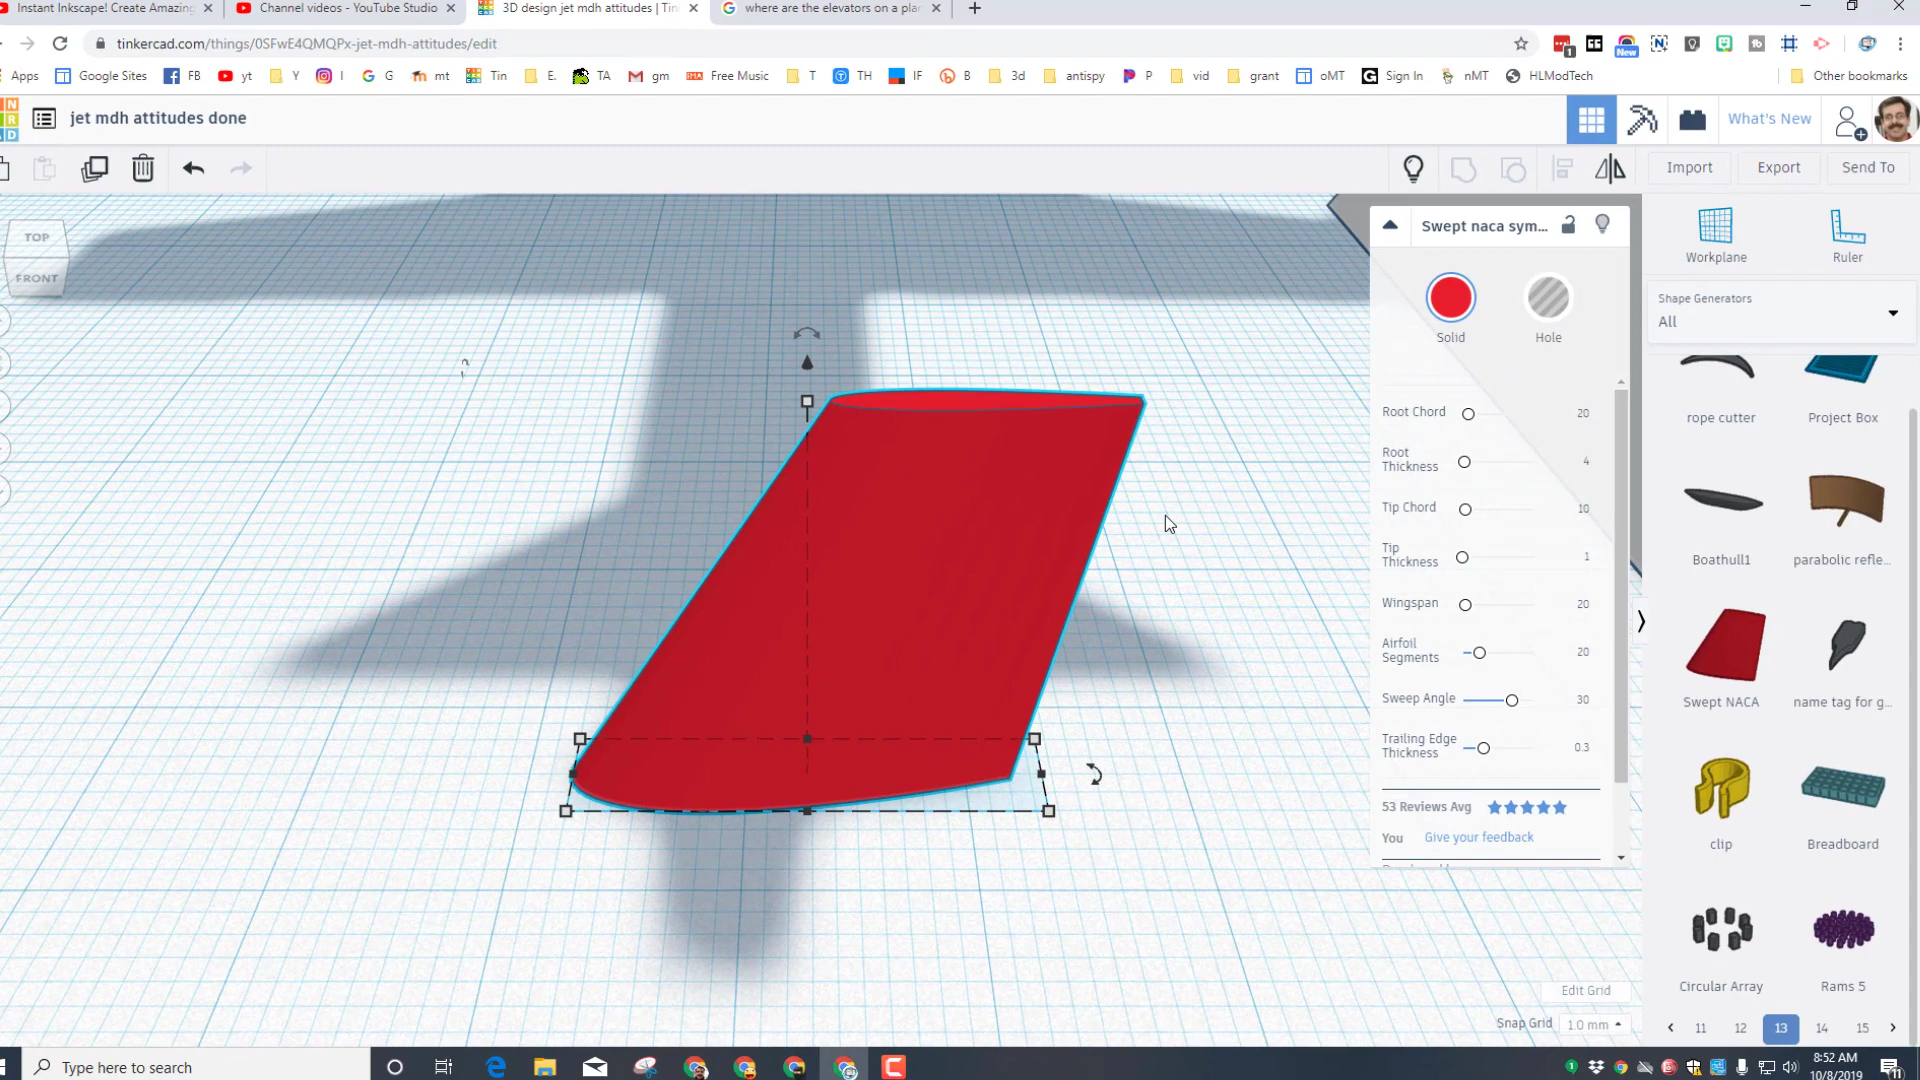 Instant Inkscape! Create Amazing
Channel videos - YouTube Studio
3D design jet mdh attitudes | Tin
where are the elevators on a plan
tinkercad.com/things/0SFwE4QMQPx-jet-mdh-attitudes/edit
1
New
Apps
Google Sites
FB
yt
Y
I
G
mt
Tin
E.
TA
gm
Free Music
T
TH
IF
B
3d
antispy
P
vid
grant
oMT
Sign In
nMT
HLModTech
Other bookmarks
jet mdh attitudes done
What's New
Import
Export
Send To
TOP
FRONT
Swept naca sym...
Solid
Hole
Root Chord
20
Root
Thickness
4
Tip Chord
10
Tip
Thickness
1
Wingspan
20
Airfoil
Segments
20
Sweep Angle
30
Trailing Edge
Thickness
0.3
53 Reviews Avg
You
Give your feedback
Workplane
Ruler
Shape Generators
All
rope cutter
Project Box
Boathull1
parabolic refle...
Swept NACA
name tag for g...
clip
Breadboard
Circular Array
Rams 5
11
12
13
14
15
Edit Grid
Snap Grid
1.0 mm
Type here to search
8:52 AM
10/8/2019
11